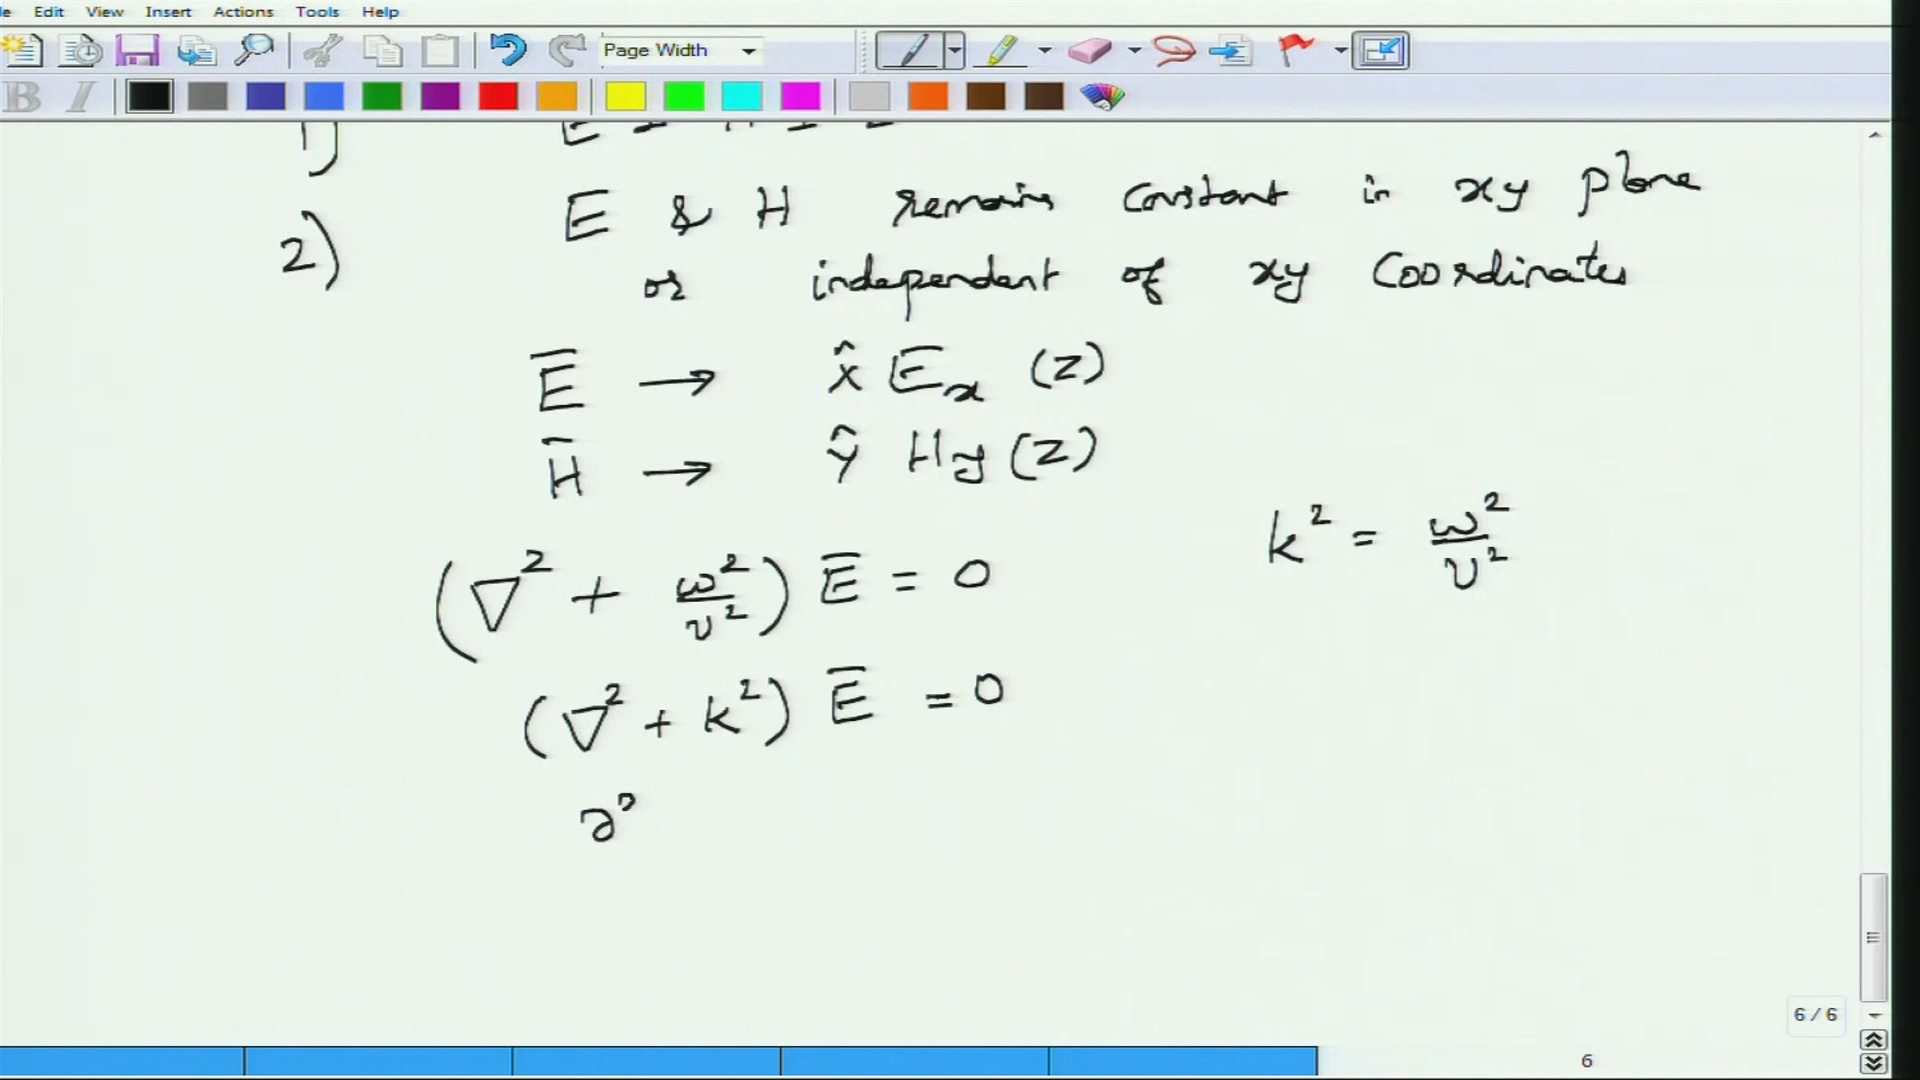 Edit View Insert Actions Tools Help
Page Width
B I
1)
2) E & H remains constant in xy plane
or independent of xy coordinates
E̅ → x̂ Eₓ (z)
H̅ → ŷ Hy (z)
(∇² + ω²/v²) E̅ = 0
k² = ω²/v²
(∇² + k²) E̅ = 0
∂²
6 / 6
6